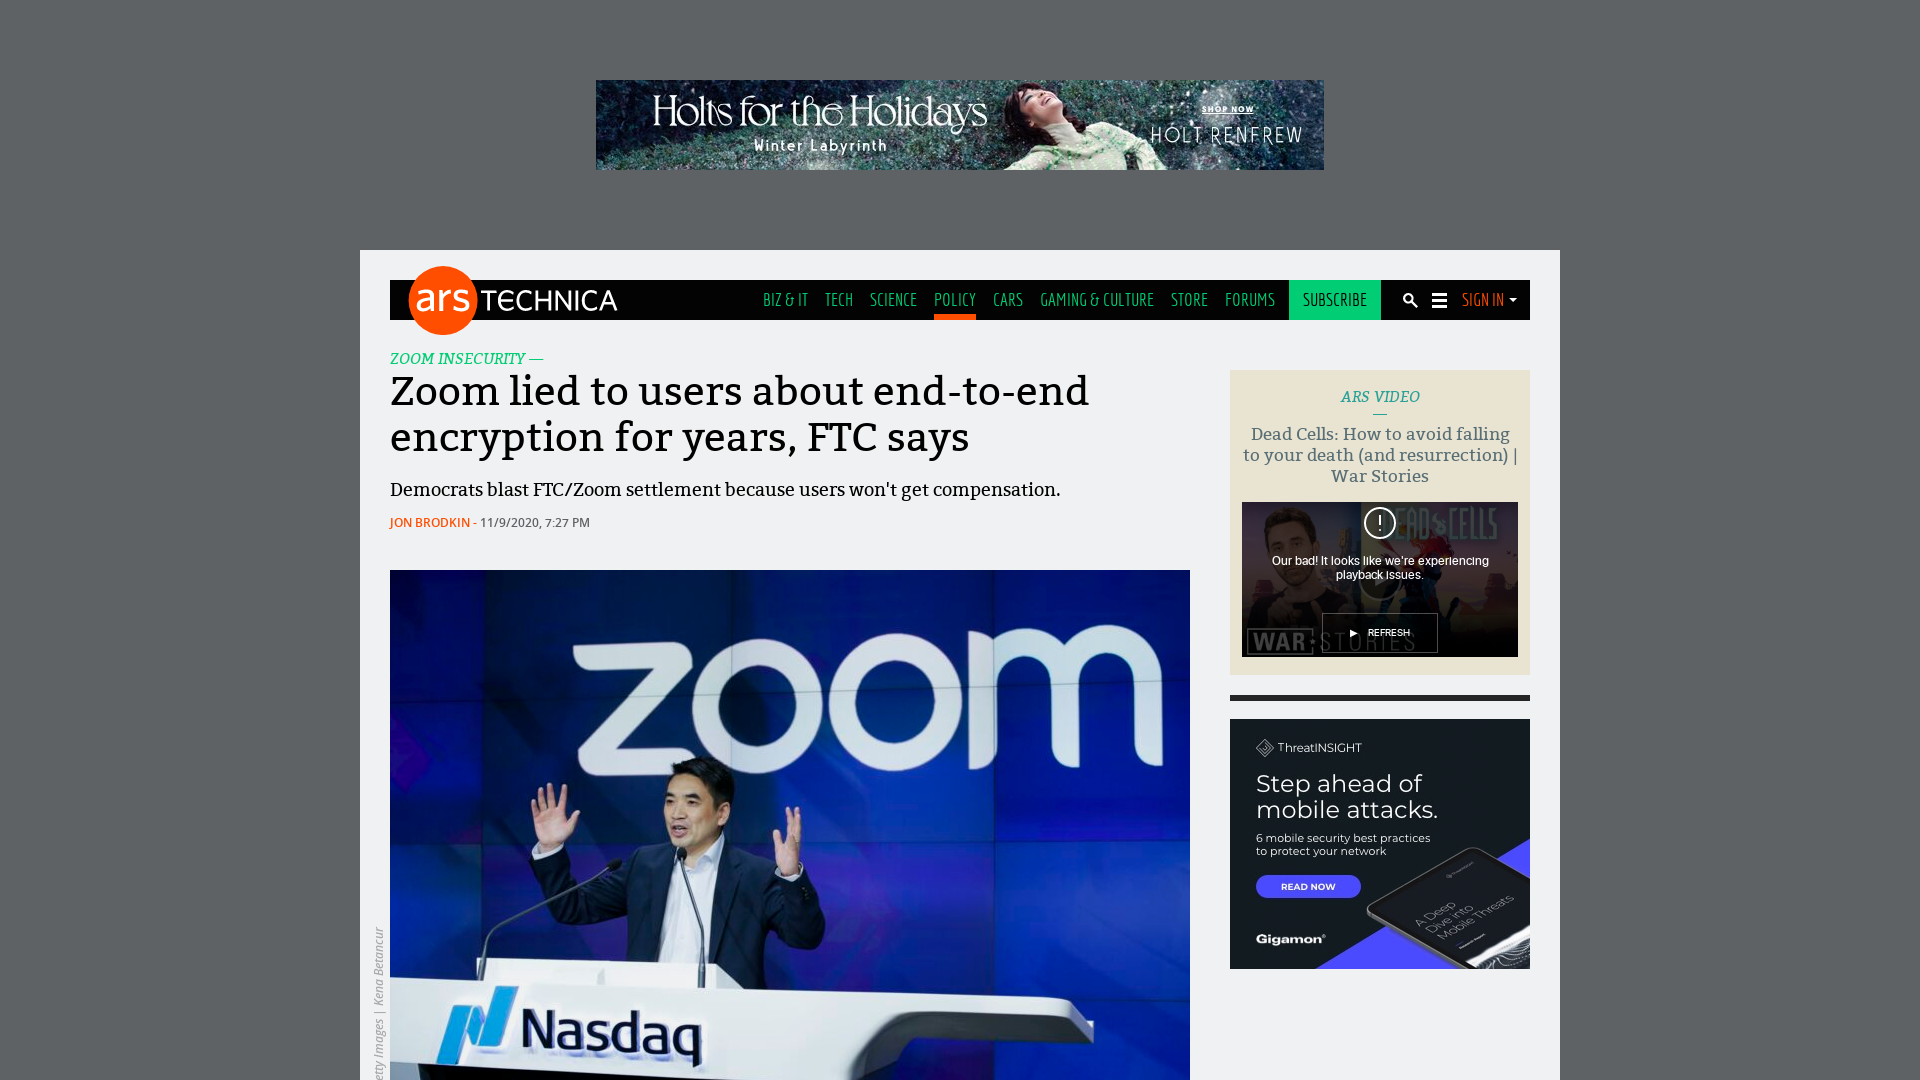 Holts for the Holidays
Winter Labyrinth
SHOP NOW
HOLT RENFREW
ars TECHNICA
BIZ & IT TECH SCIENCE POLICY CARS GAMING & CULTURE STORE FORUMS SUBSCRIBE SIGN IN
ZOOM INSECURITY —
Zoom lied to users about end-to-end
encryption for years, FTC says
Democrats blast FTC/Zoom settlement because users won't get compensation.
JON BRODKIN - 11/9/2020, 7:27 PM
zoom
Nasdaq
etty Images | Kena Betancur
ARS VIDEO
—
Dead Cells: How to avoid falling
to your death (and resurrection) |
War Stories
DEAD CELLS
Our bad! It looks like we're experiencing
playback issues.
REFRESH
WAR STORIES
ThreatINSIGHT
Step ahead of
mobile attacks.
6 mobile security best practices
to protect your network
READ NOW
A Deep
Dive into
Mobile Threats
Gigamon®